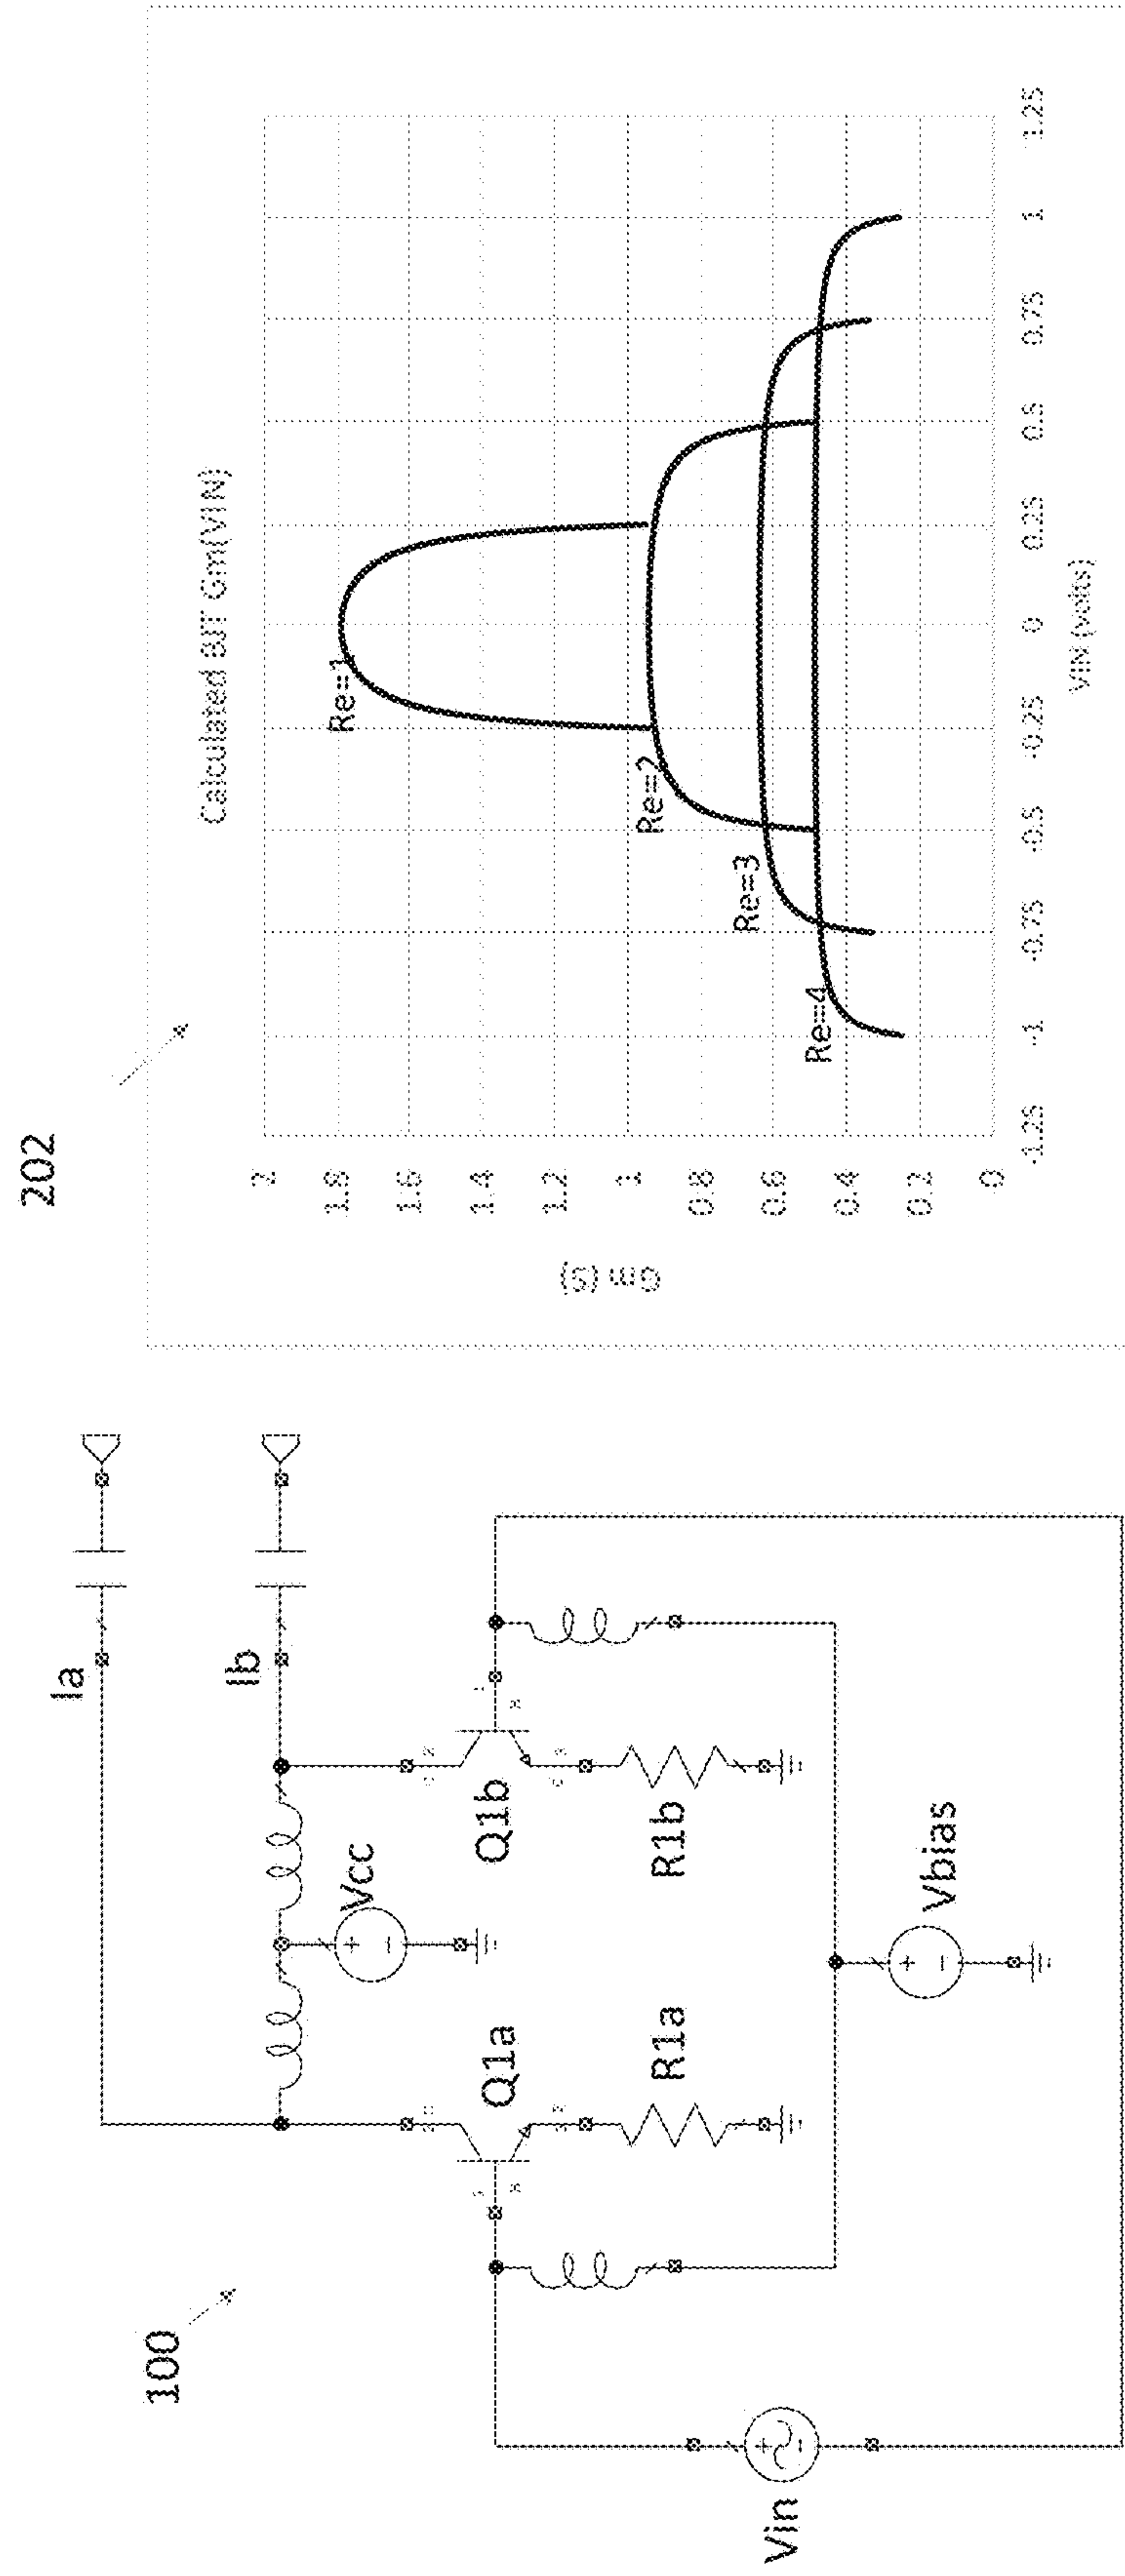 100
Vin
Q1a
R1a
Vcc
Q1b
R1b
Vbias
Ia
Ib
202
Calculated BJT Gm(VIN)
Gm (S)
2
1.8
1.6
1.4
1.2
1
0.8
0.6
0.4
0.2
0
Re=1
Re=2
Re=3
Re=4
-1.25
-1
-0.75
-0.5
-0.25
0
0.25
0.5
0.75
1
1.25
VIN (volts)